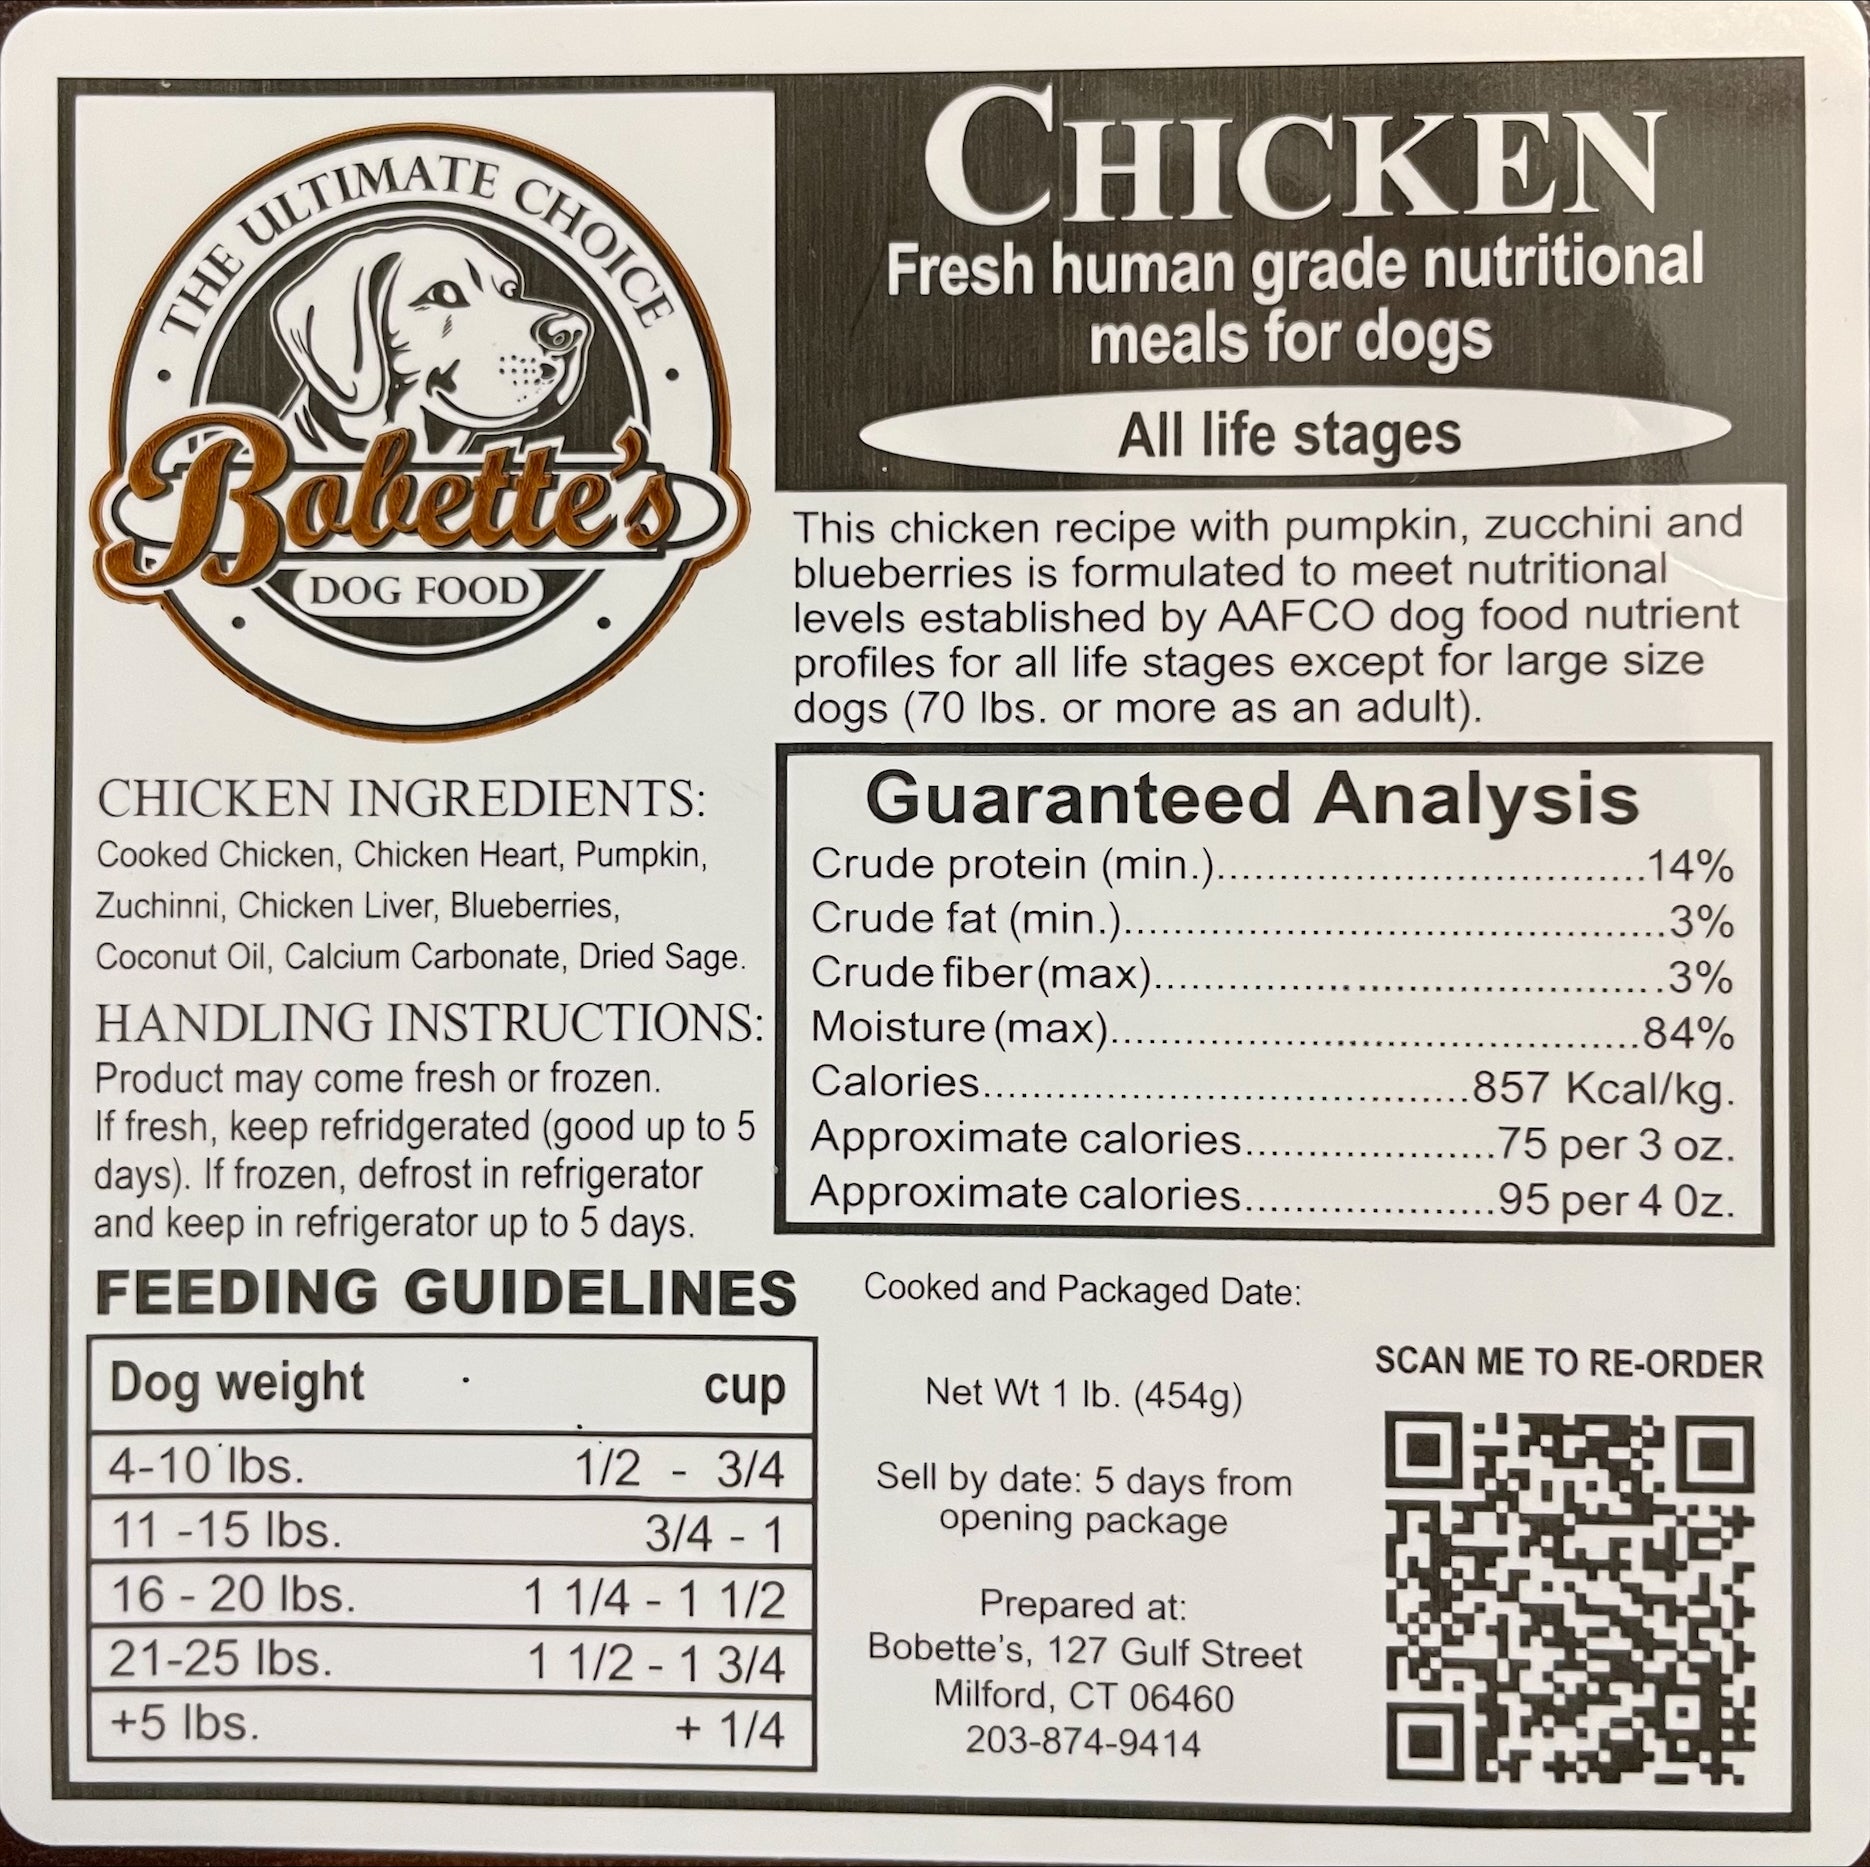 THE ULTIMATE CHOICE
Bobette's
DOG FOOD
CHICKEN
Fresh human grade nutritional
meals for dogs
All life stages
This chicken recipe with pumpkin, zucchini and
blueberries is formulated to meet nutritional
levels established by AAFCO dog food nutrient
profiles for all life stages except for large size
dogs (70 lbs. or more as an adult).
CHICKEN INGREDIENTS:
Cooked Chicken, Chicken Heart, Pumpkin,
Zuchinni, Chicken Liver, Blueberries,
Coconut Oil, Calcium Carbonate, Dried Sage.
HANDLING INSTRUCTIONS:
Product may come fresh or frozen.
If fresh, keep refridgerated (good up to 5
days). If frozen, defrost in refrigerator
and keep in refrigerator up to 5 days.
Guaranteed Analysis
Crude protein (min.)......................................14%
Crude fat (min.)................................................3%
Crude fiber (max)..............................................3%
Moisture (max)...............................................84%
Calories...........................................857 Kcal/kg.
Approximate calories......................75 per 3 oz.
Approximate calories......................95 per 4 Oz.
FEEDING GUIDELINES
Dog weight cup
4-10 lbs. 1/2 - 3/4
11 -15 lbs. 3/4 - 1
16 - 20 lbs. 1 1/4 - 1 1/2
21-25 lbs. 1 1/2 - 1 3/4
+5 lbs. + 1/4
Cooked and Packaged Date:
Net Wt 1 lb. (454g)
Sell by date: 5 days from
opening package
Prepared at:
Bobette's, 127 Gulf Street
Milford, CT 06460
203-874-9414
SCAN ME TO RE-ORDER